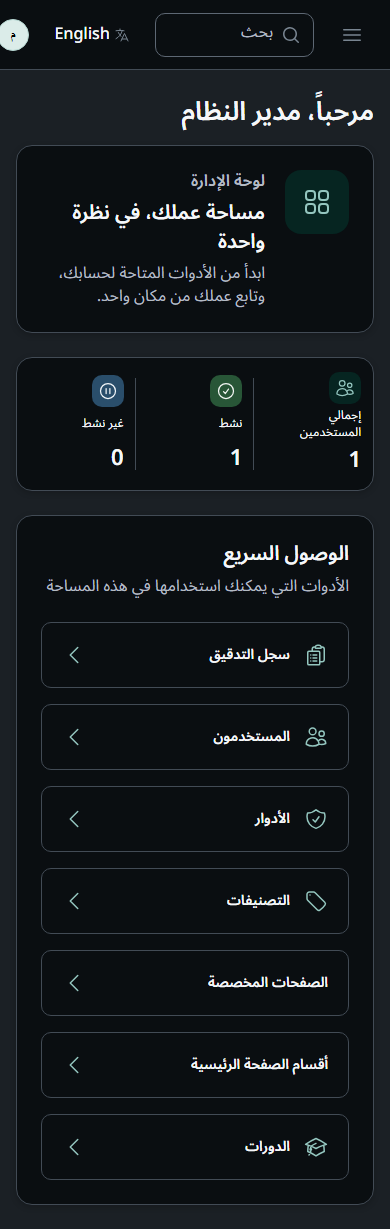 بحث
English
م
مرحباً، مدير النظام
لوحة الإدارة
مساحة عملك، في نظرة
واحدة
ابدأ من الأدوات المتاحة لحسابك،
وتابع عملك من مكان واحد.
إجمالي
المستخدمين
1
نشط
1
غير نشط
0
الوصول السريع
الأدوات التي يمكنك استخدامها في هذه المساحة
سجل التدقيق
المستخدمون
الأدوار
التصنيفات
الصفحات المخصصة
أقسام الصفحة الرئيسية
الدورات